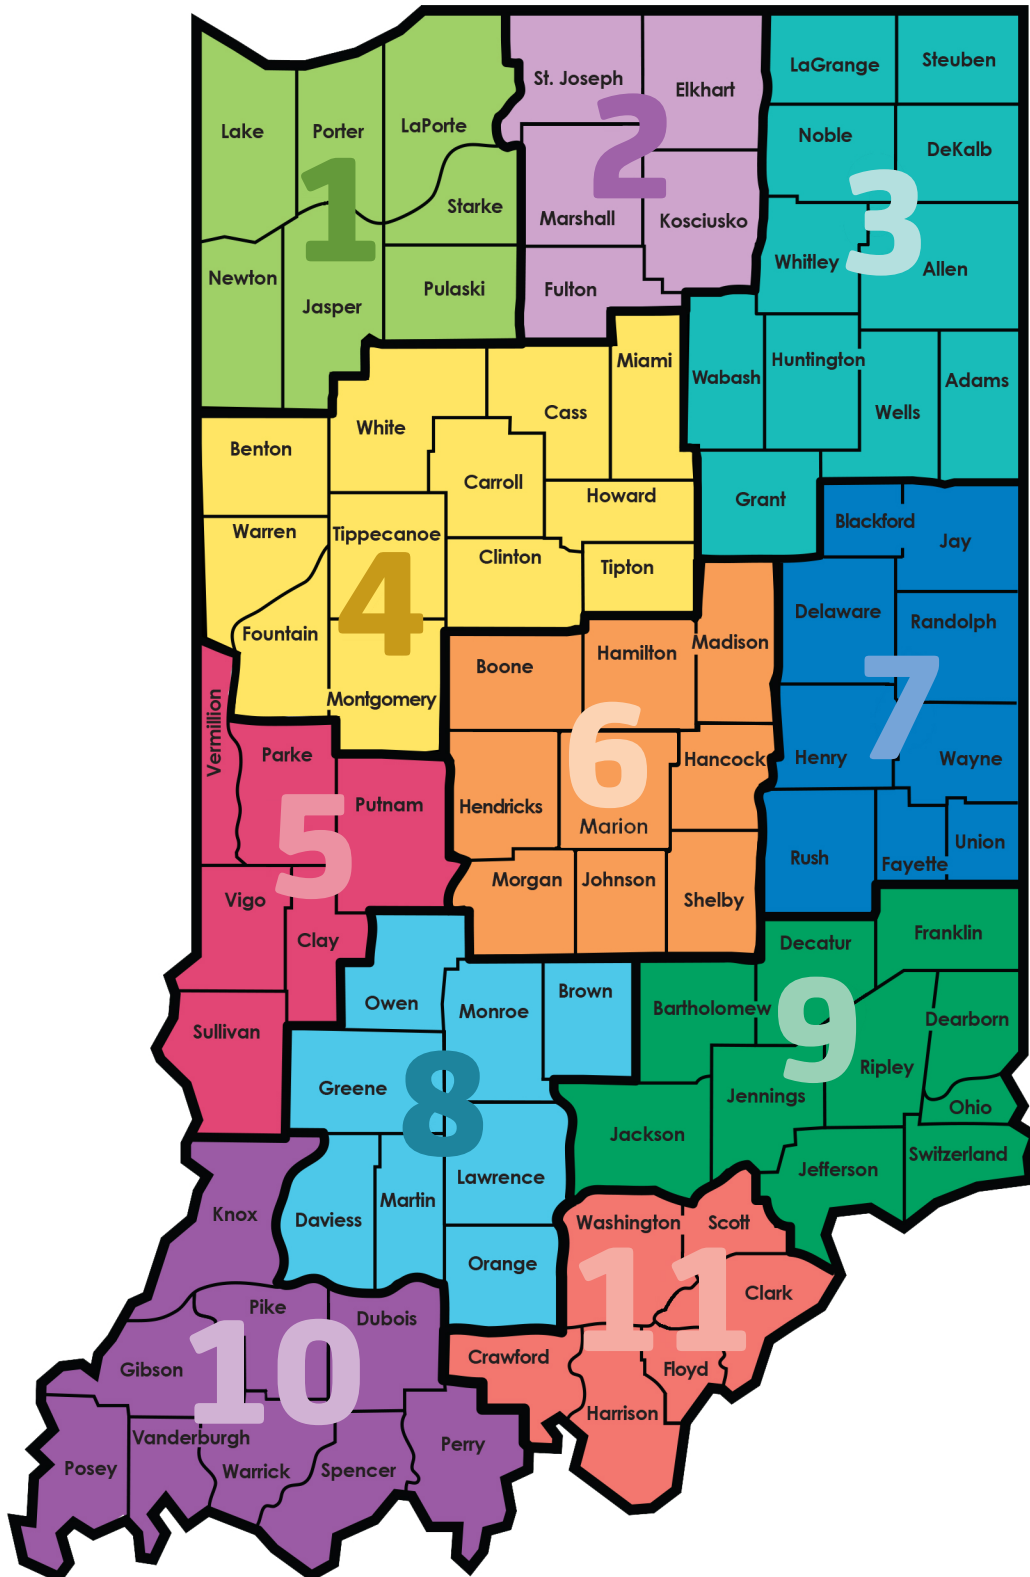 St. Joseph
Elkhart
LaGrange
Steuben
Lake
Porter
LaPorte
2
Noble
DeKalb
1
Starke
Marshall
Kosciusko
3
Newton
Jasper
Pulaski
Fulton
Whitley
Allen
Miami
Wabash
Huntington
Adams
White
Cass
Wells
Benton
Carroll
Howard
Grant
Warren
Tippecanoe
Clinton
Tipton
Blackford
Jay
4
Fountain
Delaware
Randolph
Boone
Hamilton
Madison
Montgomery
7
Vermillion
Parke
6
Hancock
Henry
Wayne
Putnam
Hendricks
Marion
5
Rush
Fayette
Union
Vigo
Morgan
Johnson
Shelby
Clay
Decatur
Franklin
Owen
Monroe
Brown
Bartholomew
9
Dearborn
Sullivan
Greene
8
Jennings
Ripley
Ohio
Jackson
Jefferson
Switzerland
Lawrence
Martin
Knox
Daviess
Washington
Scott
Orange
11
Clark
Pike
Dubois
Gibson
10
Crawford
Floyd
Harrison
Vanderburgh
Perry
Posey
Warrick
Spencer